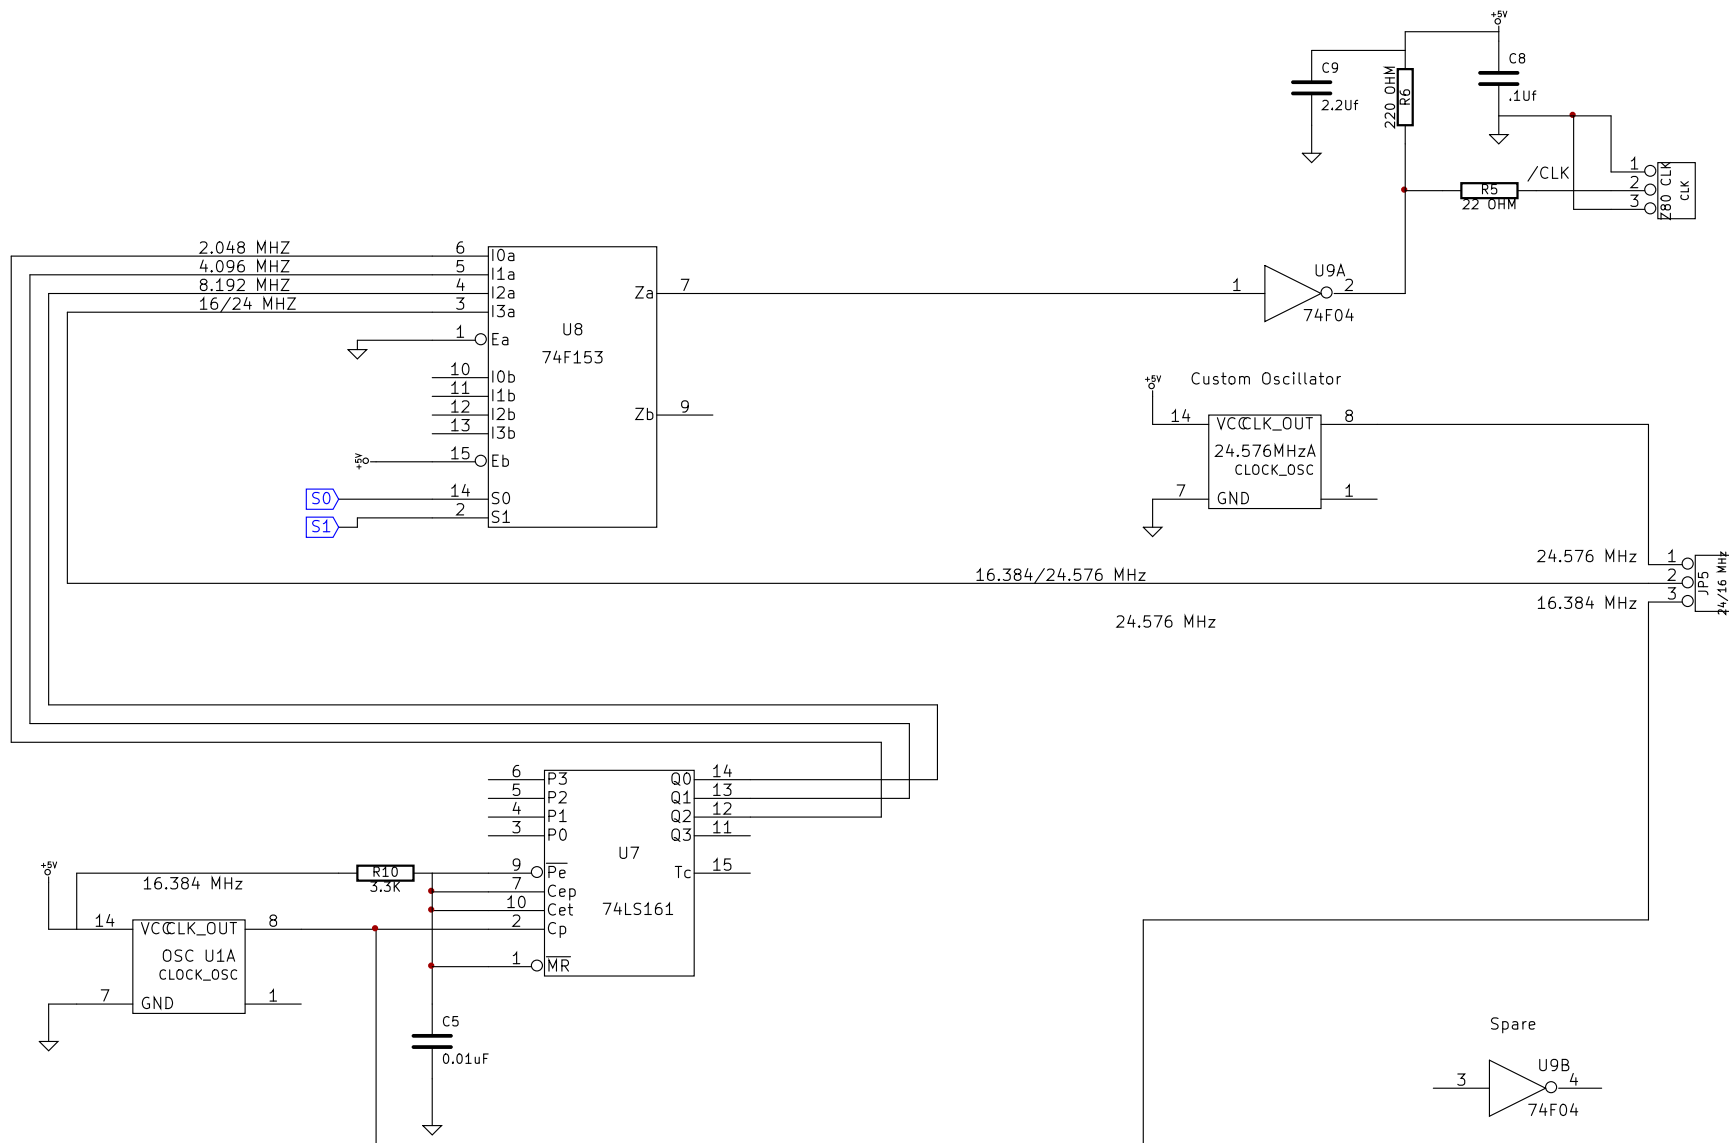 +5V
C9
2.2Uf
220 OHM
R6
C8
.1Uf
/CLK
R5
22 OHM
1
2
3
Z80 CLK
CLK
2.048 MHZ
6
I0a
4.096 MHZ
5
I1a
8.192 MHZ
4
I2a
16/24 MHZ
3
I3a
1
Ea
10
I0b
11
I1b
12
I2b
13
I3b
+5V
15
Eb
S0
14
S0
S1
2
S1
U8
74F153
Za
7
Zb
9
1
U9A
2
74F04
Custom Oscillator
+5V
14
VCC
CLK_OUT
8
24.576MHzA
CLOCK_OSC
7
GND
1
24.576 MHz
1
2
3
JP5
24/16 MHz
16.384/24.576 MHz
16.384 MHz
24.576 MHz
6
P3
5
P2
4
P1
3
P0
9
Pe
7
Cep
10
Cet
2
Cp
1
MR
U7
74LS161
Q0
14
Q1
13
Q2
12
Q3
11
Tc
15
+5V
16.384 MHz
R10
3.3K
14
VCC
CLK_OUT
8
OSC U1A
CLOCK_OSC
7
GND
1
C5
0.01uF
Spare
3
U9B
4
74F04